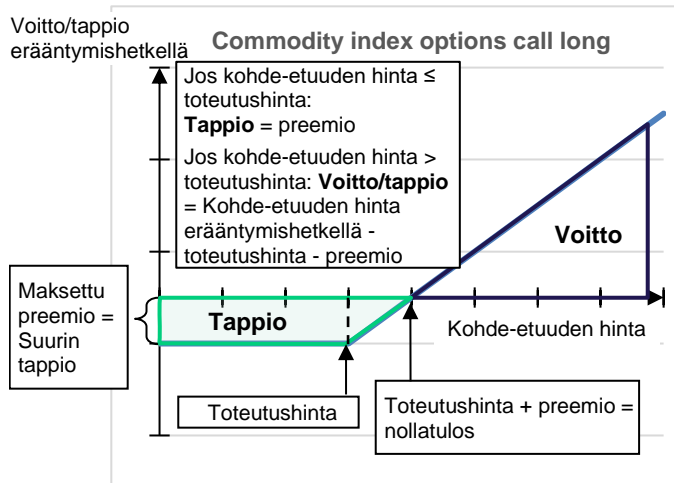 Voitto/tappio
erääntymishetkellä
Commodity index options call long
Jos kohde-etuuden hinta ≤
toteutushinta:
Tappio = preemio
Jos kohde-etuuden hinta >
toteutushinta: Voitto/tappio
= Kohde-etuuden hinta
erääntymishetkellä -
toteutushinta - preemio
Voitto
Maksettu
preemio =
Suurin
tappio
Tappio
Kohde-etuuden hinta
Toteutushinta
Toteutushinta + preemio =
nollatulos